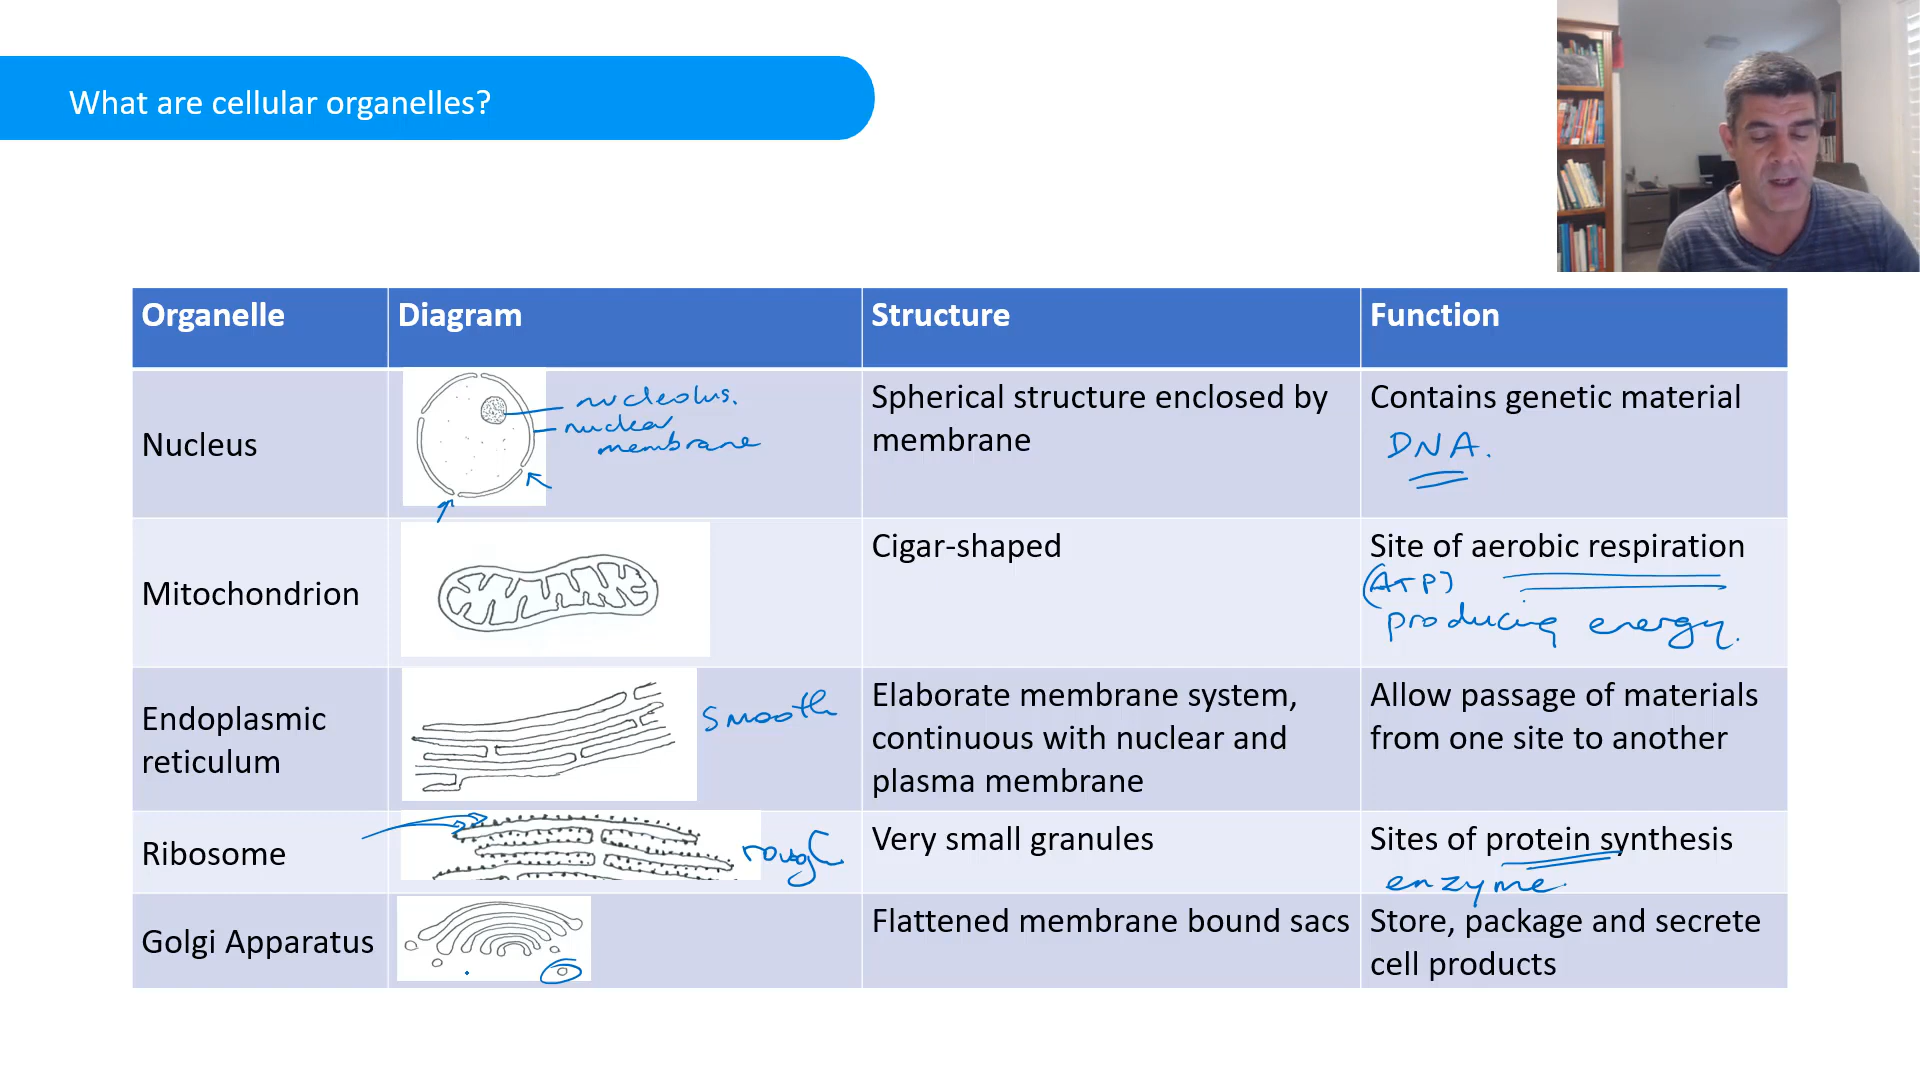 What are cellular organelles?
Organelle Diagram Structure Function
Nucleus
nucleolus.
nuclear
membrane
Spherical structure enclosed by
membrane
Contains genetic material
DNA.
Mitochondrion
Cigar-shaped
Site of aerobic respiration
(ATP)
producing energy.
Endoplasmic
reticulum
smooth
Elaborate membrane system,
continuous with nuclear and
plasma membrane
Allow passage of materials
from one site to another
Ribosome
rough
Very small granules
Sites of protein synthesis
enzyme.
Golgi Apparatus
Flattened membrane bound sacs
Store, package and secrete
cell products